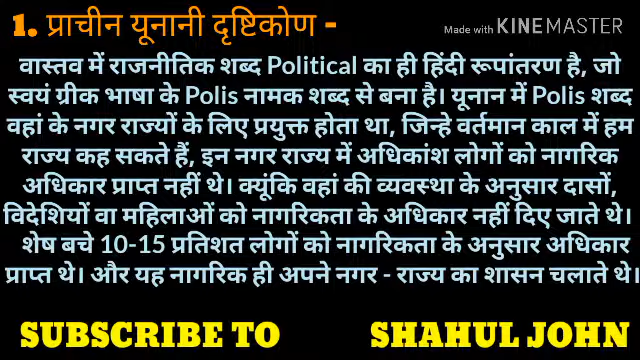 1. प्राचीन यूनानी दृष्टिकोण -
Made with KINEMASTER
वास्तव में राजनीतिक शब्द Political का ही हिंदी रूपांतरण है, जो
स्वयं ग्रीक भाषा के Polis नामक शब्द से बना है। यूनान में Polis शब्द
वहां के नगर राज्यों के लिए प्रयुक्त होता था, जिन्हे वर्तमान काल में हम
राज्य कह सकते हैं, इन नगर राज्य में अधिकांश लोगों को नागरिक
अधिकार प्राप्त नहीं थे। क्यूंकि वहां की व्यवस्था के अनुसार दासों,
विदेशियों वा महिलाओं को नागरिकता के अधिकार नहीं दिए जाते थे।
शेष बचे 10-15 प्रतिशत लोगों को नागरिकता के अनुसार अधिकार
प्राप्त थे। और यह नागरिक ही अपने नगर - राज्य का शासन चलाते थे।
SUBSCRIBE TO SHAHUL JOHN